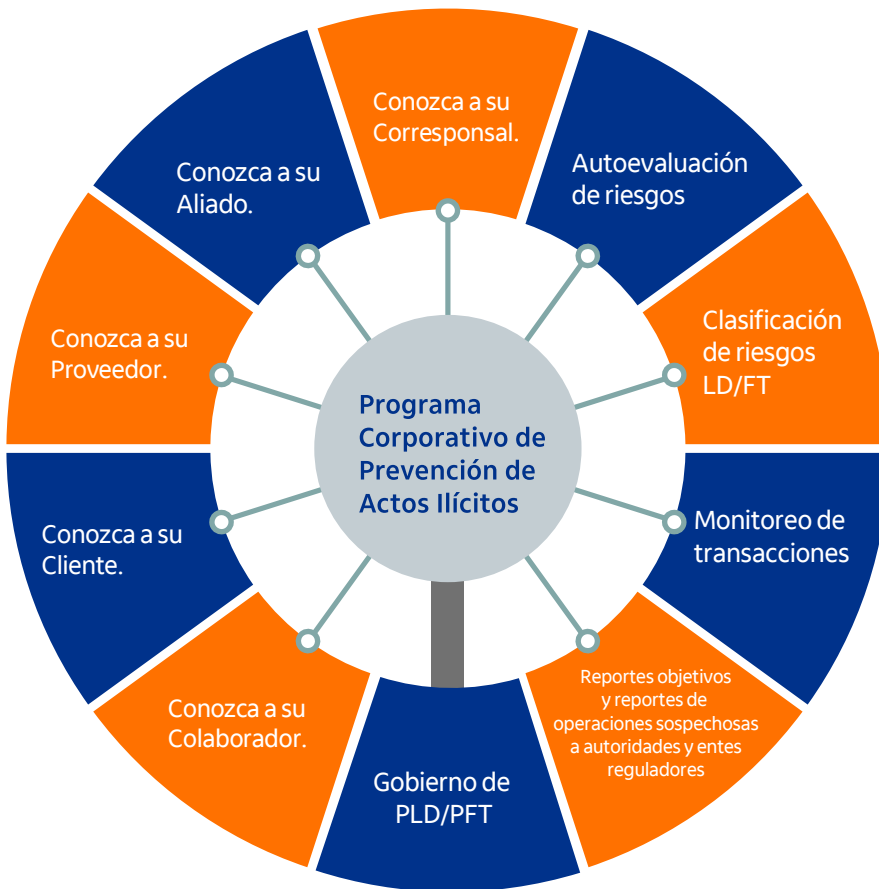 Conozca a su
Corresponsal.
Autoevaluación
de riesgos
Clasificación
de riesgos
LD/FT
Monitoreo de
transacciones
Reportes objetivos
y reportes de
operaciones sospechosas
a autoridades y entes
reguladores
Gobierno de
PLD/PFT
Conozca a su
Colaborador.
Conozca a su
Cliente.
Conozca a su
Proveedor.
Conozca a su
Aliado.
Programa
Corporativo de
Prevención de
Actos Ilícitos